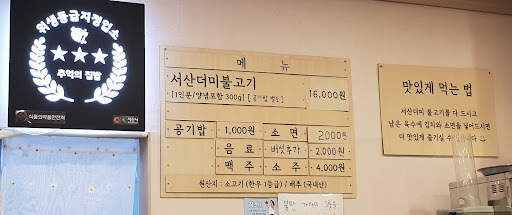 위생등급지정업소
★★★
추억의 집밥
식품의약품안전처
메 뉴
서산더미불고기 16,000원
[1인분/양념포함 300g] [공기밥 별도]
공기밥 1,000원 소 면 2,000원
음 료 버섯추가 2,000원
맥 주 소 주 4,000원
원산지 : 소고기 (한우 1등급) / 배추 (국내산)
맛있게 먹는 법
서산더미 불고기를 다 드시고
남은 육수에 김치와 소면을 넣어드시면
더 맛있게 즐기실 수